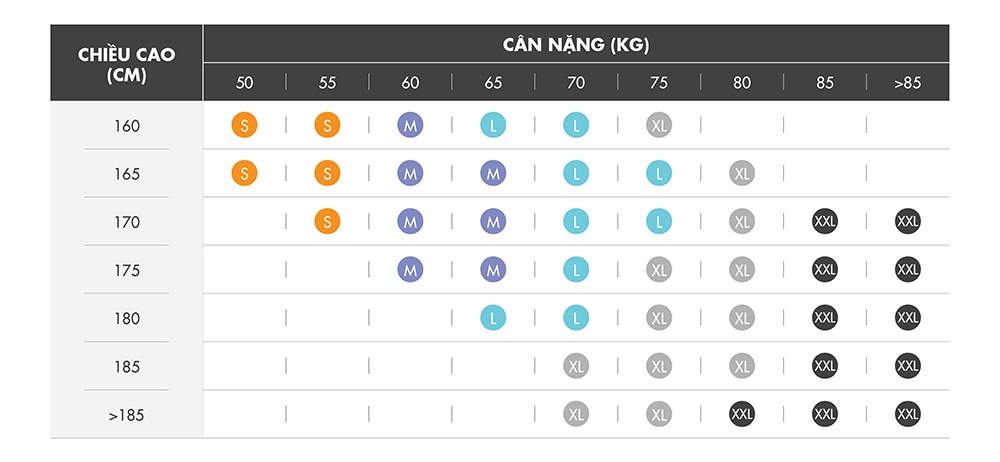 CHIỀU CAO
(CM)
CÂN NẶNG (KG)
50 55 60 65 70 75 80 85 >85
160 S S M L L XL
165 S S M M L L XL
170 S M M L L XL XXL XXL
175 M M L XL XL XXL XXL
180 L L XL XL XXL XXL
185 XL XL XL XXL XXL
>185 XL XL XXL XXL XXL